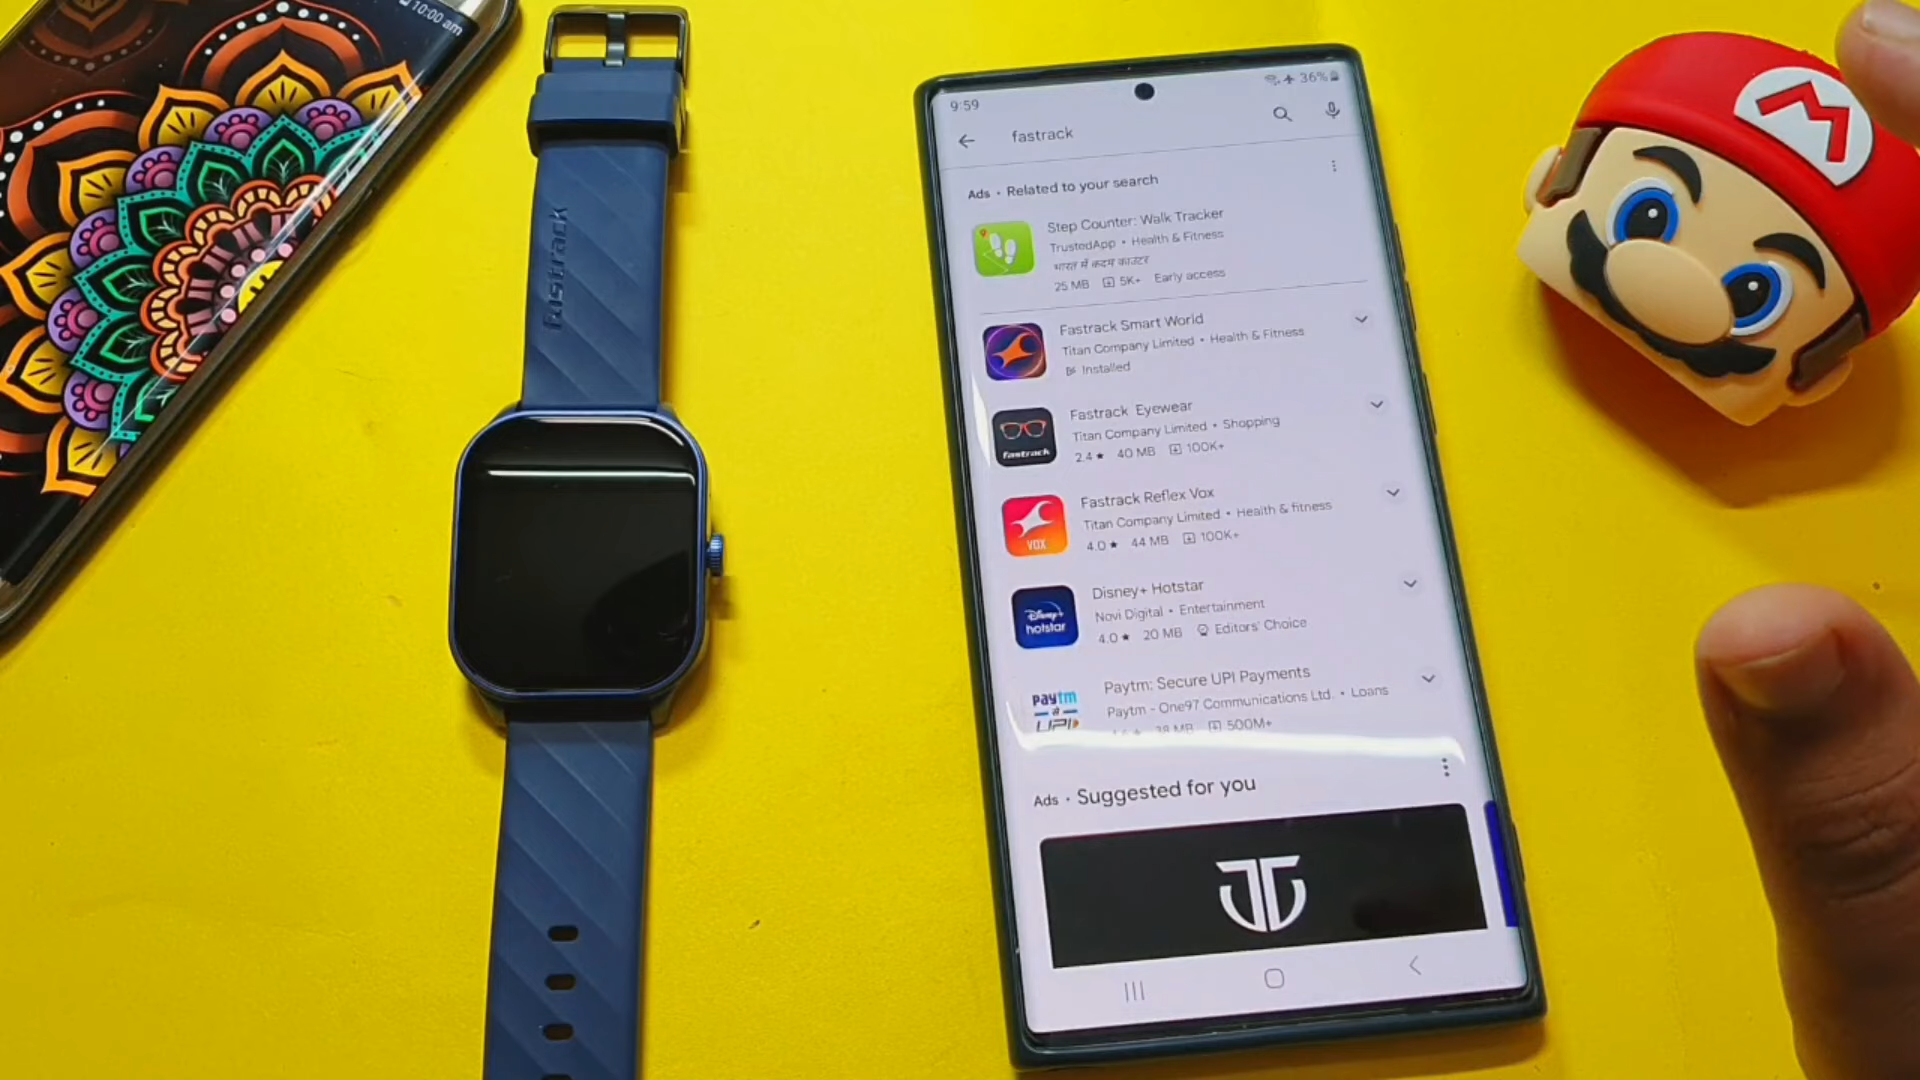 10:00 am
fastrack
9:59
36%
fastrack
Ads • Related to your search
Step Counter: Walk Tracker
TrustedApp • Health & Fitness
भारत में कदम काउंटर
25 MB 5K+ Early access
Fastrack Smart World
Titan Company Limited • Health & Fitness
Installed
Fastrack Eyewear
Titan Company Limited • Shopping
2.4 ★ 40 MB 100K+
fastrack
Fastrack Reflex Vox
Titan Company Limited • Health & fitness
4.0 ★ 44 MB 100K+
VOX
Disney+ Hotstar
Novi Digital • Entertainment
4.0 ★ 20 MB Editors' Choice
Disney+
hotstar
Paytm: Secure UPI Payments
Paytm - One97 Communications Ltd. • Loans
38 MB 500M+
paytm
से
UPI
Ads • Suggested for you
M